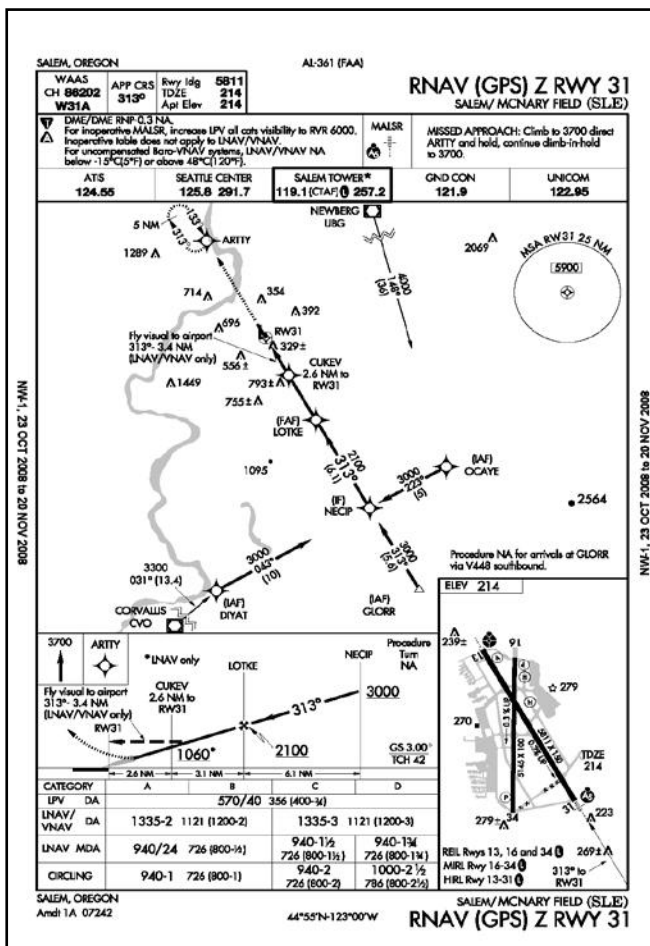 SALEM, OREGON
AL-361 (FAA)
WAAS
CH 86202
W31A
APP CRS
313°
Rwy ldg 5811
TDZE 214
Apt Elev 214
RNAV (GPS) Z RWY 31
SALEM/ MCNARY FIELD (SLE)
DME/DME RNP-0.3 NA.
For inoperative MALSR, increase LPV all cats visibility to RVR 6000.
Inoperative table does not apply to LNAV/VNAV.
For uncompensated Baro-VNAV systems, LNAV/VNAV NA
below -15°C(5°F) or above 48°C(120°F).
MALSR
MISSED APPROACH: Climb to 3700 direct
ARTTY and hold, continue climb-in-hold
to 3700.
ATIS
124.55
SEATTLE CENTER
125.8 291.7
SALEM TOWER*
119.1 (CTAF) L 257.2
GND CON
121.9
UNICOM
122.95
NEWBERG
UBG
5 NM
133°
313°
ARTTY
1289
2069
MSA RW31 25 NM
5900
4000
148°
(36)
714
354
392
696
RW31
329±
Fly visual to airport
313°- 3.4 NM
(LNAV/VNAV only)
556±
CUKEV
2.6 NM to
RW31
1449
793±
755±
(FAF)
LOTKE
1095
2100
313°
(6.1)
(IAF)
OCAYE
3000
223°
(5)
(IF)
NECIP
2564
3000
313°
(5.6)
Procedure NA for arrivals at GLORR
via V448 southbound.
3000
043°
(10)
3300
031° (13.4)
(IAF)
DIYAT
(IAF)
GLORR
CORVALLIS
CVO
ELEV 214
3700
ARTTY
*LNAV only
Procedure
Turn
NA
Fly visual to airport
313°- 3.4 NM
(LNAV/VNAV only)
RW31
CUKEV
2.6 NM to
RW31
LOTKE
NECIP
313°
3000
1060*
2100
GS 3.00°
TCH 42
2.6 NM
3.1 NM
6.1 NM
239±
13
16
279
270
0.3% UP
5145 X 100
5811 X 150
0.3% UP
TDZE
214
279±
34
31
223
269±
REIL Rwys 13, 16 and 34 L
MIRL Rwy 16-34 L
HIRL Rwy 13-31 L
313° to
RW31
CATEGORY A B C D
LPV DA 570/40 356 (400-¾)
LNAV/
VNAV DA 1335-2 1121 (1200-2) 1335-3 1121 (1200-3)
LNAV MDA 940/24 726 (800-½) 940-1½ 726 (800-1½) 940-1¾ 726 (800-1¾)
CIRCLING 940-1 726 (800-1) 940-2 726 (800-2) 1000-2½ 786 (800-2½)
SALEM, OREGON
Amdt 1A 07242
44°55'N-123°00'W
SALEM/ MCNARY FIELD (SLE)
RNAV (GPS) Z RWY 31
NW-1, 23 OCT 2008 to 20 NOV 2008
NW-1, 23 OCT 2008 to 20 NOV 2008